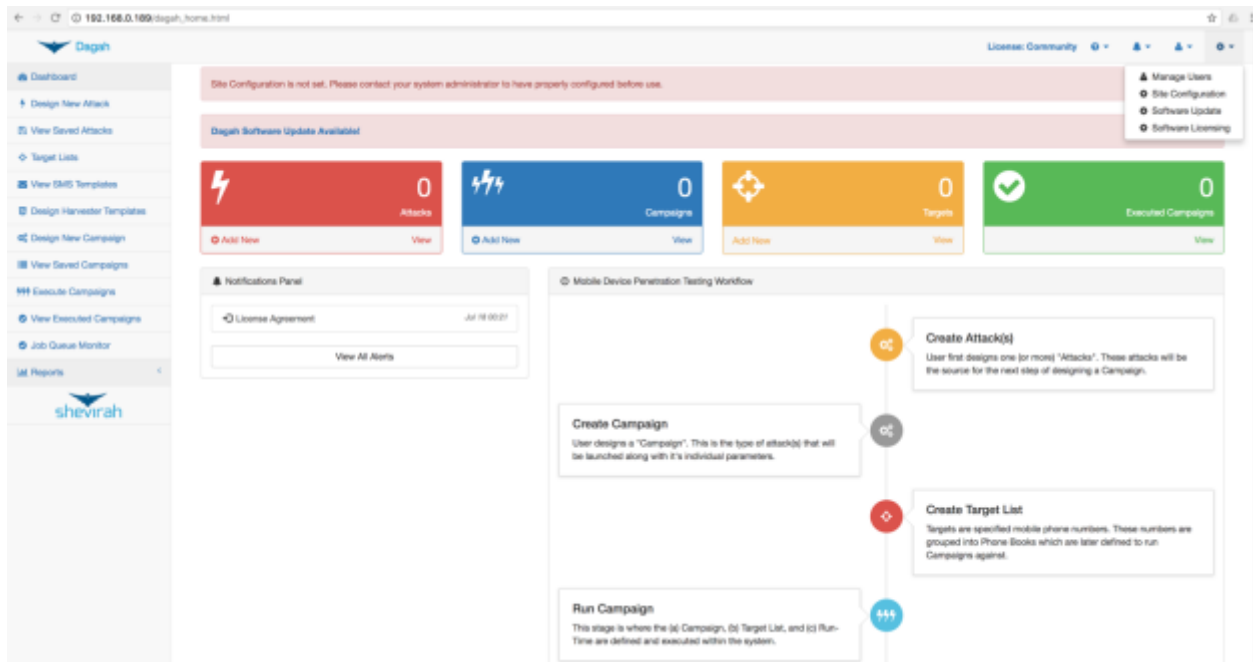 192.168.0.189/dagah_home.html
Dagah
License: Community
Dashboard
Design New Attack
View Saved Attacks
Target Lists
View SMS Templates
Design Harvester Templates
Design New Campaign
View Saved Campaigns
Execute Campaigns
View Executed Campaigns
Job Queue Monitor
Reports
shevirah
Manage Users
Site Configuration
Software Update
Software Licensing
Site Configuration is not set. Please contact your system administrator to have properly configured before use.
Dagah Software Update Available!
0
Attacks
Add New View
0
Campaigns
Add New View
0
Targets
Add New View
0
Executed Campaigns
View
Notifications Panel
License Agreement Jul 18 00:21
View All Alerts
Mobile Device Penetration Testing Workflow
Create Attack(s)
User first designs one (or more) "Attacks". These attacks will be
the source for the next step of designing a Campaign.
Create Campaign
User designs a "Campaign". This is the type of attack(s) that will
be launched along with it's individual parameters.
Create Target List
Targets are specified mobile phone numbers. These numbers are
grouped into Phone Books which are later defined to run
Campaigns against.
Run Campaign
This stage is where the (a) Campaign, (b) Target List, and (c) Run-
Time are defined and executed within the system.